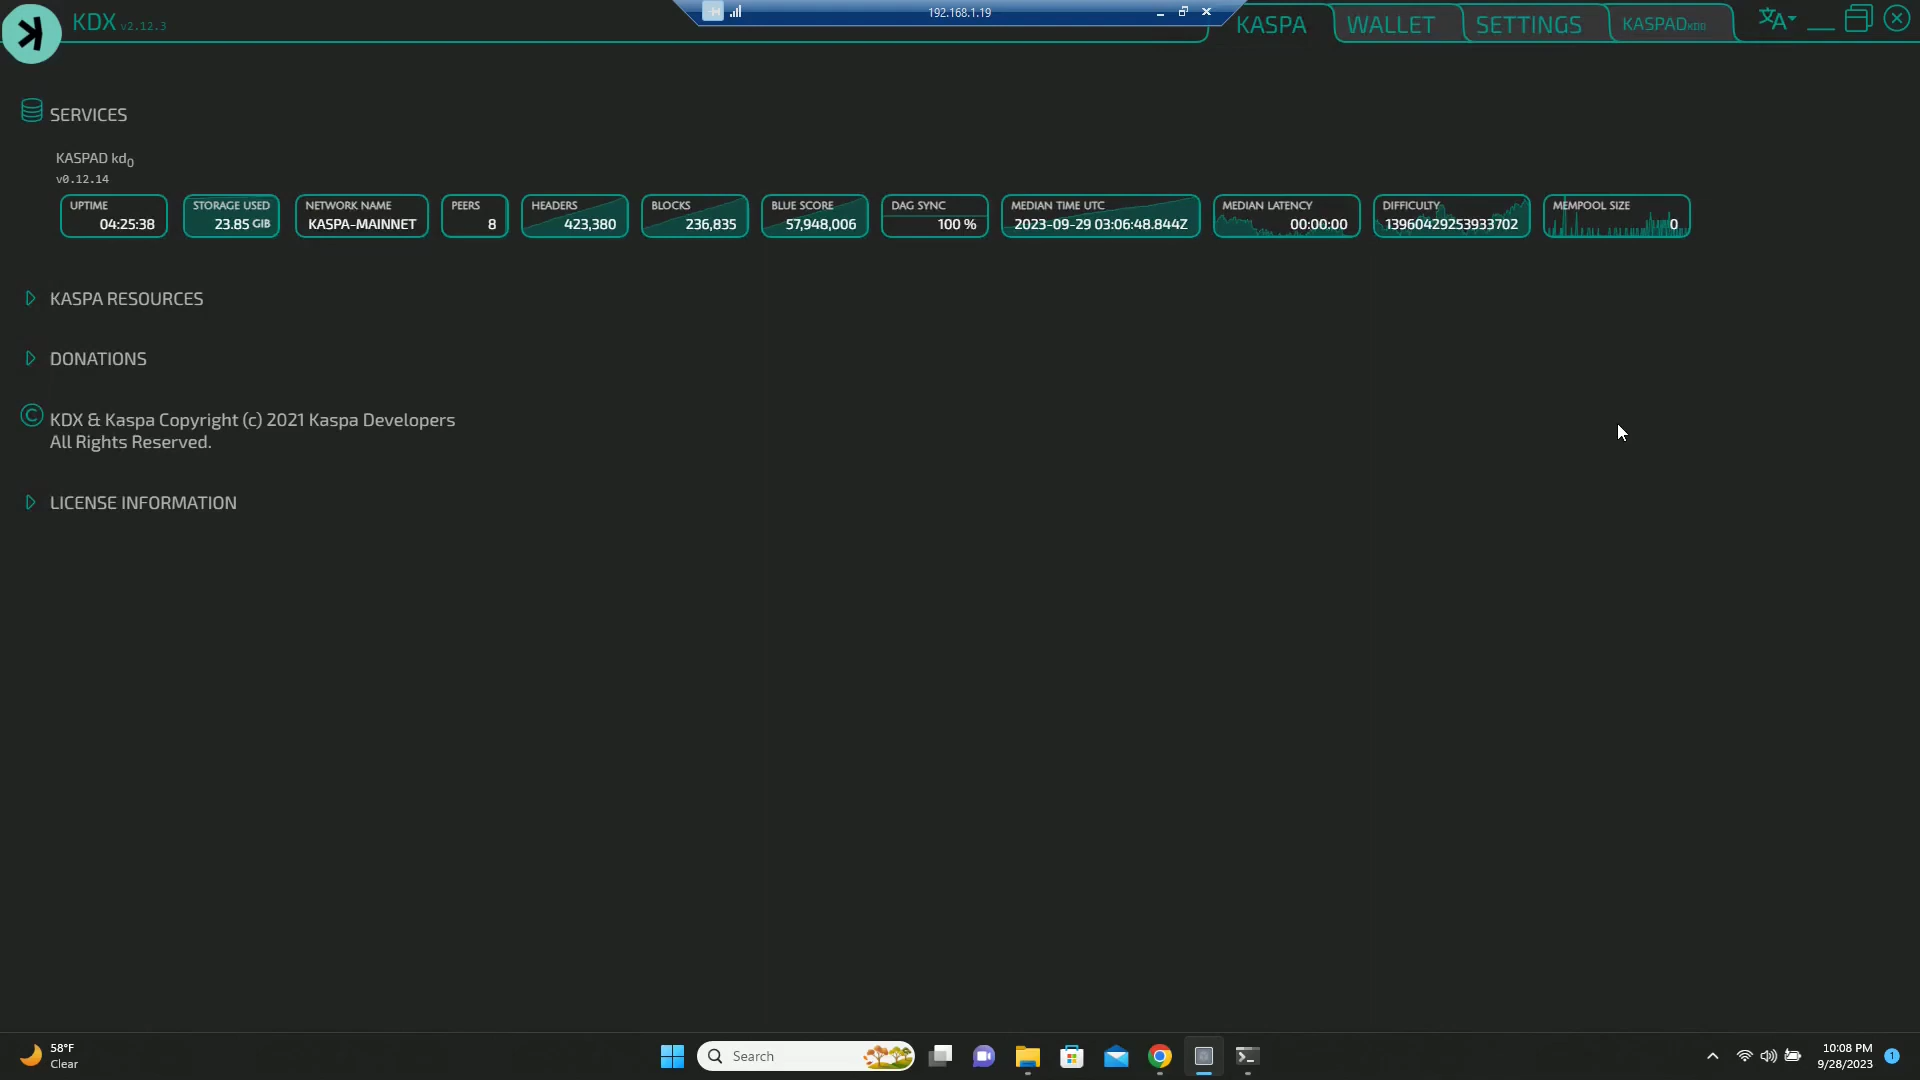 KDX v2.12.3
192.168.1.19
KASPA
WALLET
SETTINGS
KASPAD KD0
SERVICES
KASPAD kd0
v0.12.14
UPTIME
04:25:38
STORAGE USED
23.85 GIB
NETWORK NAME
KASPA-MAINNET
PEERS
8
HEADERS
423,380
BLOCKS
236,835
BLUE SCORE
57,948,006
DAG SYNC
100 %
MEDIAN TIME UTC
2023-09-29 03:06:48.844Z
MEDIAN LATENCY
00:00:00
DIFFICULTY
13960429253933702
MEMPOOL SIZE
0
KASPA RESOURCES
DONATIONS
© KDX & Kaspa Copyright (c) 2021 Kaspa Developers
All Rights Reserved.
LICENSE INFORMATION
58°F
Clear
Search
10:08 PM
9/28/2023
1